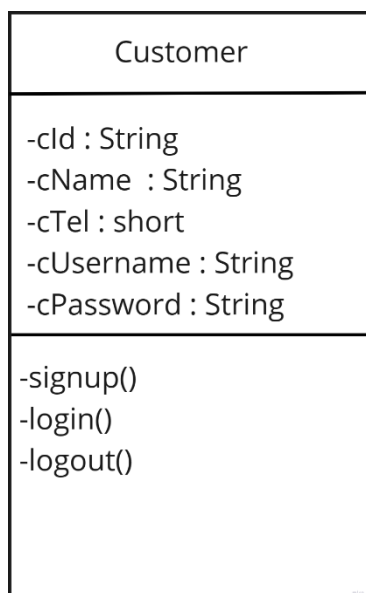 Customer
-cId : String
-cName : String
-cTel : short
-cUsername : String
-cPassword : String
-signup()
-login()
-logout()